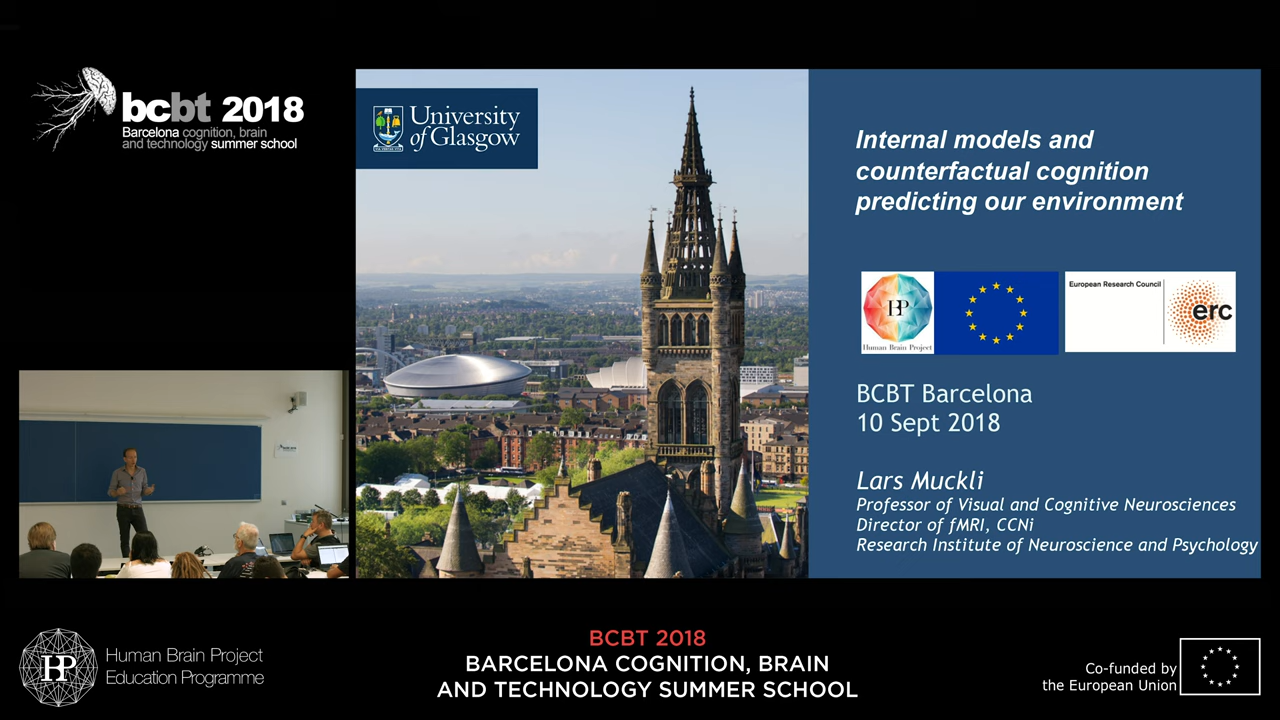 bcbt 2018
Barcelona cognition, brain
and technology summer school
University
of Glasgow
Internal models and
counterfactual cognition
predicting our environment
HP
Human Brain Project
European Research Council
erc
BCBT Barcelona
10 Sept 2018
Lars Muckli
Professor of Visual and Cognitive Neurosciences
Director of fMRI, CCNi
Research Institute of Neuroscience and Psychology
HP
Human Brain Project
Education Programme
BCBT 2018
BARCELONA COGNITION, BRAIN
AND TECHNOLOGY SUMMER SCHOOL
Co-funded by
the European Union